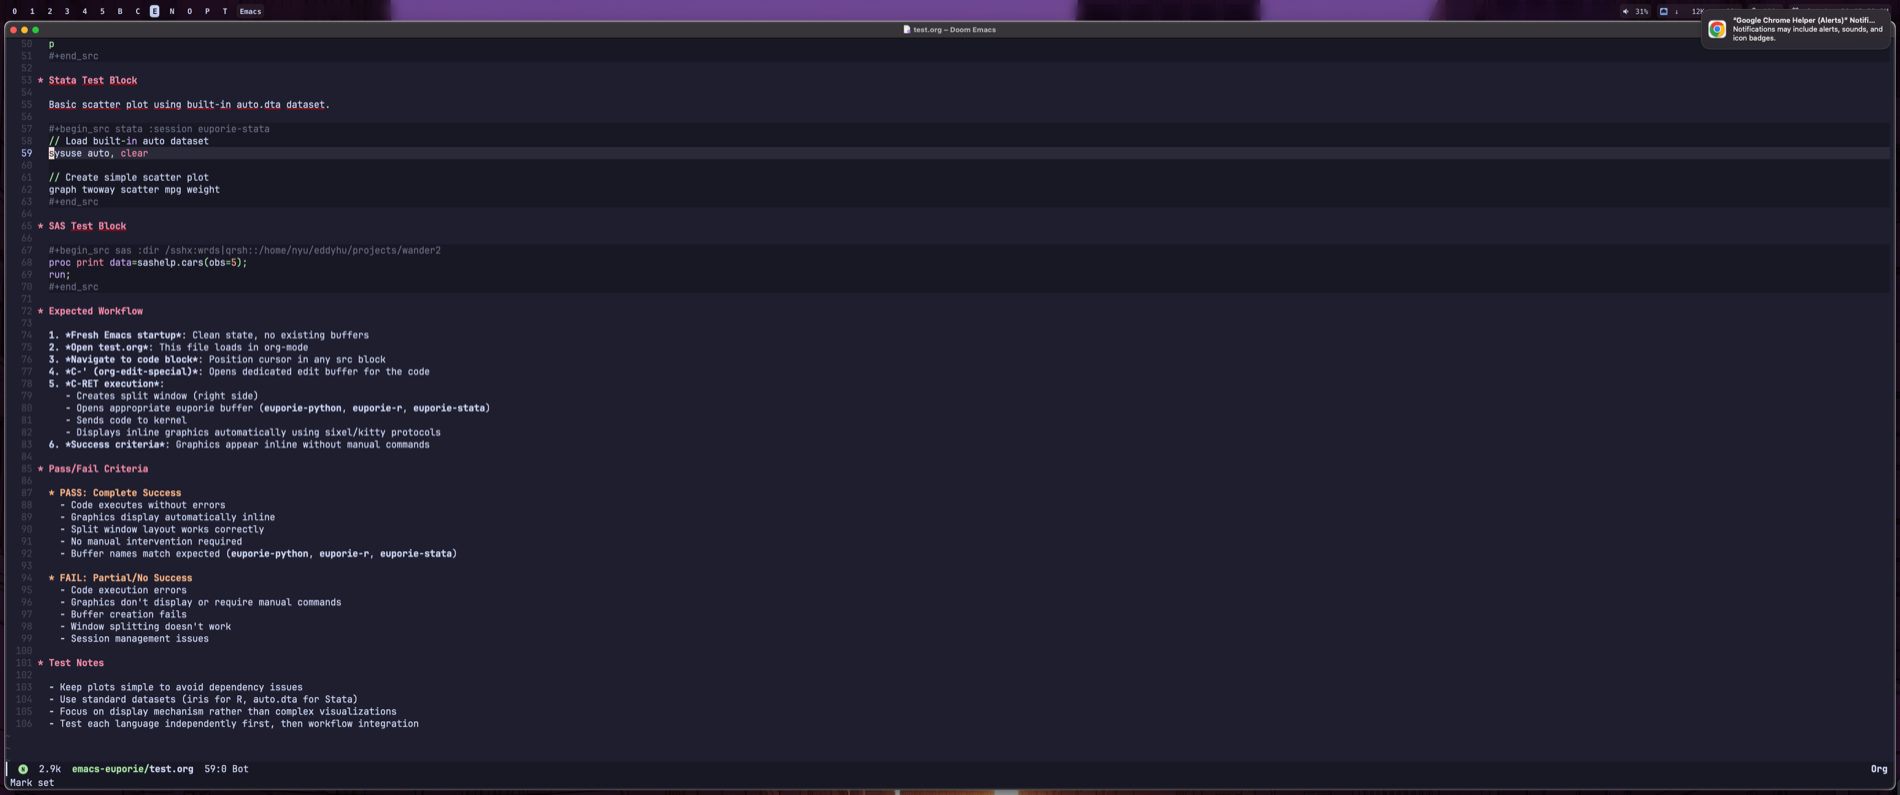 0 1 2 3 4 5 B C E N O P T Emacs
31% 12K
test.org – Doom Emacs
"Google Chrome Helper (Alerts)" Notifi...
Notifications may include alerts, sounds, and
icon badges.
50 p
51 #+end_src
52
53 * Stata Test Block
54
55 Basic scatter plot using built-in auto.dta dataset.
56
57 #+begin_src stata :session euporie-stata
58 // Load built-in auto dataset
59 sysuse auto, clear
60
61 // Create simple scatter plot
62 graph twoway scatter mpg weight
63 #+end_src
64
65 * SAS Test Block
66
67 #+begin_src sas :dir /sshx:wrds|qrsh::/home/nyu/eddyhu/projects/wander2
68 proc print data=sashelp.cars(obs=5);
69 run;
70 #+end_src
71
72 * Expected Workflow
73
74 1. *Fresh Emacs startup*: Clean state, no existing buffers
75 2. *Open test.org*: This file loads in org-mode
76 3. *Navigate to code block*: Position cursor in any src block
77 4. *C-' (org-edit-special)*: Opens dedicated edit buffer for the code
78 5. *C-RET execution*:
79 - Creates split window (right side)
80 - Opens appropriate euporie buffer (euporie-python, euporie-r, euporie-stata)
81 - Sends code to kernel
82 - Displays inline graphics automatically using sixel/kitty protocols
83 6. *Success criteria*: Graphics appear inline without manual commands
84
85 * Pass/Fail Criteria
86
87 * PASS: Complete Success
88 - Code executes without errors
89 - Graphics display automatically inline
90 - Split window layout works correctly
91 - No manual intervention required
92 - Buffer names match expected (euporie-python, euporie-r, euporie-stata)
93
94 * FAIL: Partial/No Success
95 - Code execution errors
96 - Graphics don't display or require manual commands
97 - Buffer creation fails
98 - Window splitting doesn't work
99 - Session management issues
100
101 * Test Notes
102
103 - Keep plots simple to avoid dependency issues
104 - Use standard datasets (iris for R, auto.dta for Stata)
105 - Focus on display mechanism rather than complex visualizations
106 - Test each language independently first, then workflow integration
~
~
N 2.9k emacs-euporie/test.org 59:0 Bot Org
Mark set